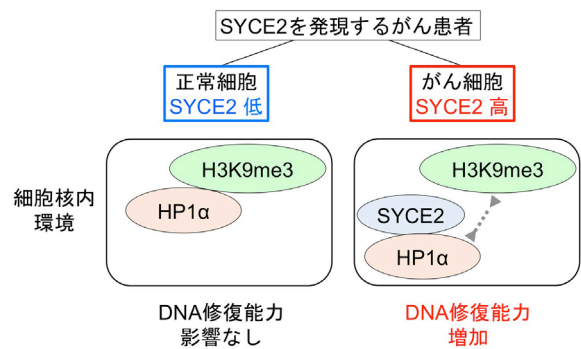 SYCE2を発現するがん患者
正常細胞
SYCE2 低
がん細胞
SYCE2 高
細胞核内
環境
H3K9me3
HP1α
H3K9me3
SYCE2
HP1α
DNA修復能力
影響なし
DNA修復能力
増加